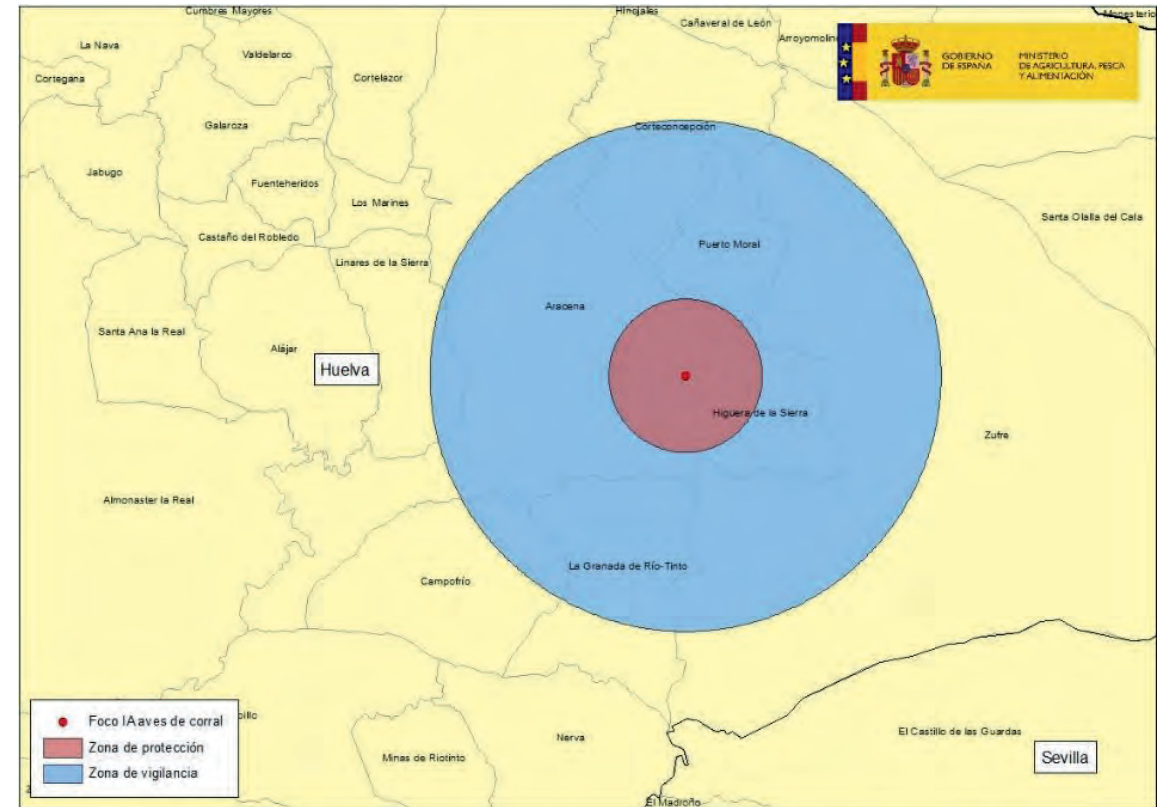 Cumbres Mayores
Hinojales
Cañaveral de León
Monesterio
La Nava
Valdelarco
Arroyomolin
GOBIERNO
DE ESPAÑA
MINISTERIO
DE AGRICULTURA, PESCA
Y ALIMENTACIÓN
Cortegana
Cortelazor
Galaroza
Corteconcepción
Jabugo
Fuenteheridos
Los Marines
Santa Olalla del Cala
Castaño del Robledo
Puerto Moral
Linares de la Sierra
Aracena
Santa Ana la Real
Alájar
Huelva
Higuera de la Sierra
Zufre
Almonaster la Real
La Granada de Río-Tinto
Campofrío
Foco IA aves de corral
Zona de protección
Zona de vigilancia
Nerva
Minas de Riotinto
El Castillo de las Guardas
Sevilla
El Madroño